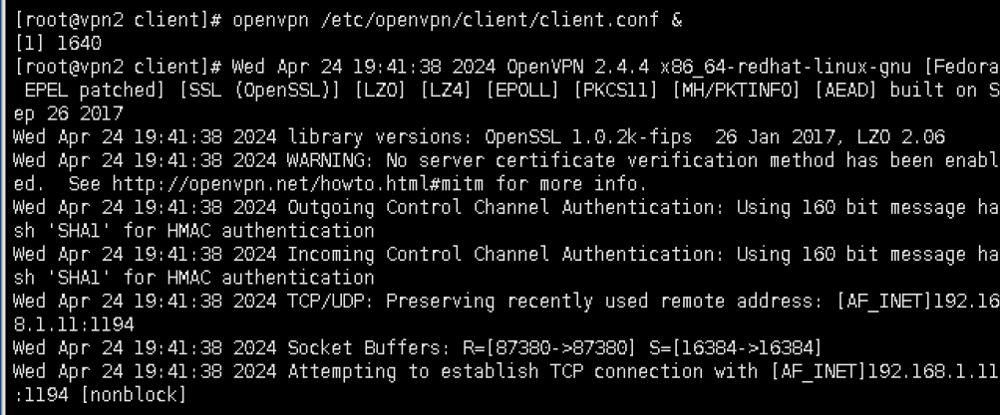 [root@vpn2 client]# openvpn /etc/openvpn/client/client.conf &
[1] 1640
[root@vpn2 client]# Wed Apr 24 19:41:38 2024 OpenVPN 2.4.4 x86_64-redhat-linux-gnu [Fedora
 EPEL patched] [SSL (OpenSSL)] [LZO] [LZ4] [EPOLL] [PKCS11] [MH/PKTINFO] [AEAD] built on S
ep 26 2017
Wed Apr 24 19:41:38 2024 library versions: OpenSSL 1.0.2k-fips  26 Jan 2017, LZO 2.06
Wed Apr 24 19:41:38 2024 WARNING: No server certificate verification method has been enabl
ed.  See http://openvpn.net/howto.html#mitm for more info.
Wed Apr 24 19:41:38 2024 Outgoing Control Channel Authentication: Using 160 bit message ha
sh 'SHA1' for HMAC authentication
Wed Apr 24 19:41:38 2024 Incoming Control Channel Authentication: Using 160 bit message ha
sh 'SHA1' for HMAC authentication
Wed Apr 24 19:41:38 2024 TCP/UDP: Preserving recently used remote address: [AF_INET]192.16
8.1.11:1194
Wed Apr 24 19:41:38 2024 Socket Buffers: R=[87380->87380] S=[16384->16384]
Wed Apr 24 19:41:38 2024 Attempting to establish TCP connection with [AF_INET]192.168.1.11
:1194 [nonblock]